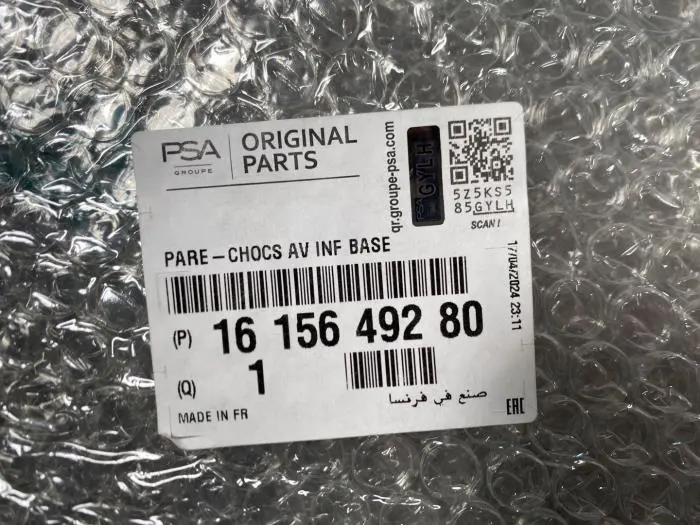 PSA
GROUPE
ORIGINAL
PARTS
qr.groupe-psa.com
PSA
GYLH
5Z5KS5
85GYLH
SCAN!
PARE-CHOCS AV INF BASE
17/04/2024 23:11
(P) 16 156 492 80
(Q) 1
صنع في فرنسا
MADE IN FR
EAC